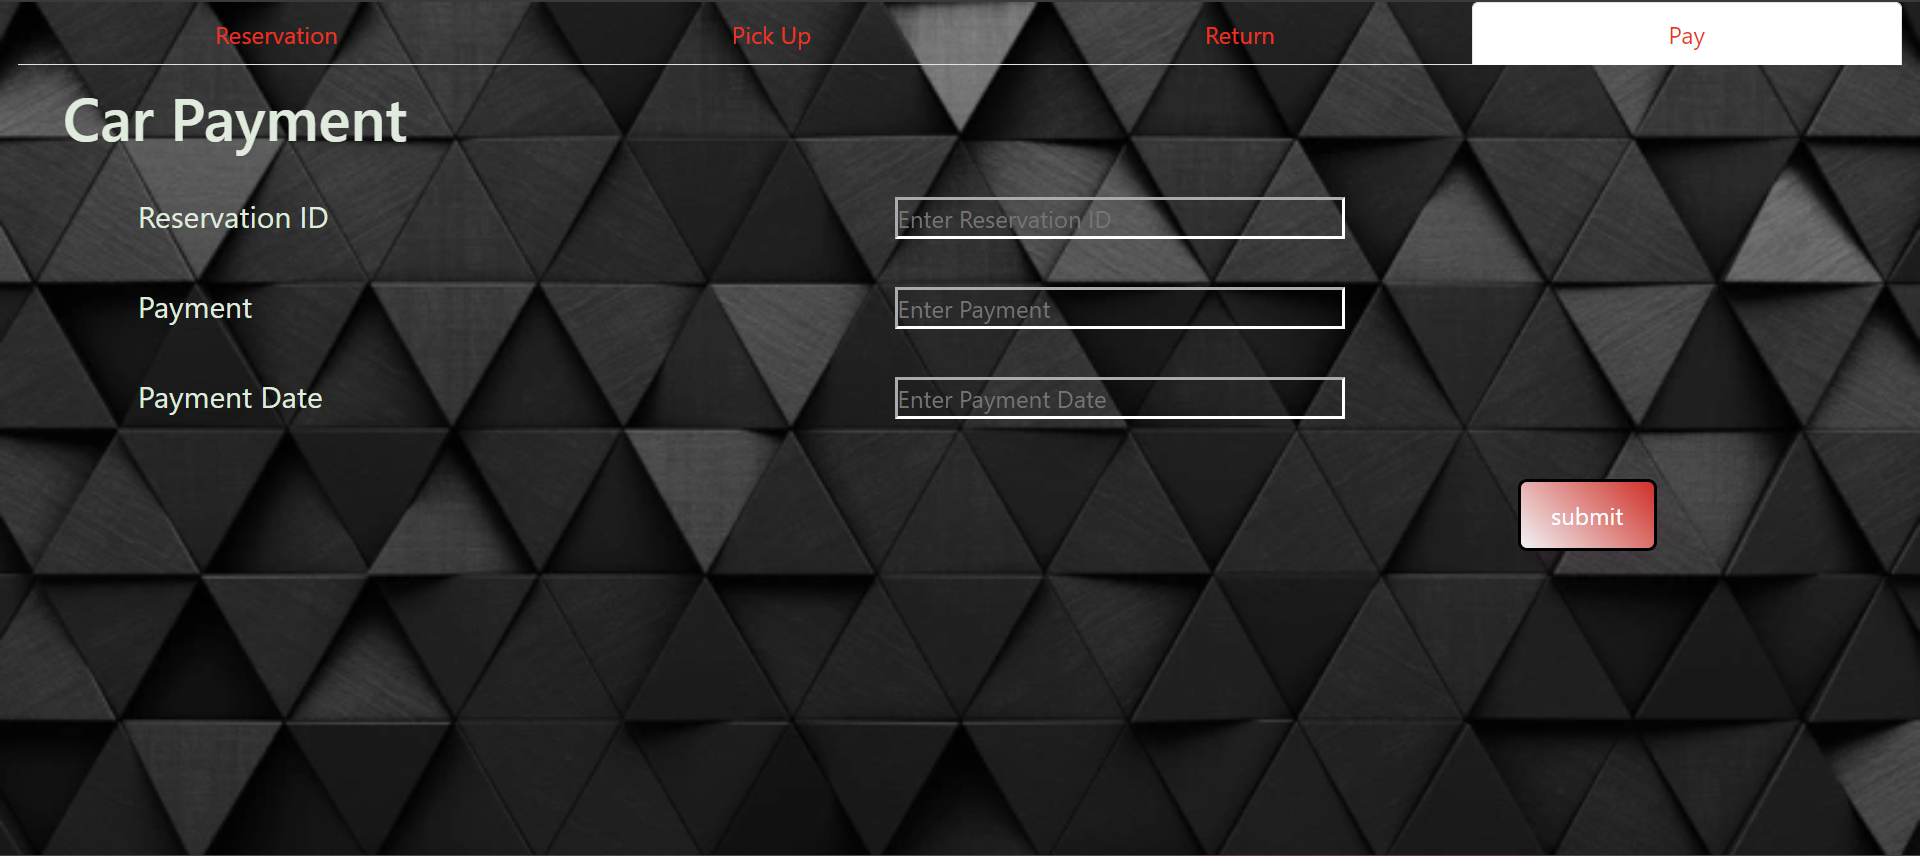 Reservation Pick Up Return Pay
Car Payment
Reservation ID Enter Reservation ID
Payment Enter Payment
Payment Date Enter Payment Date
submit